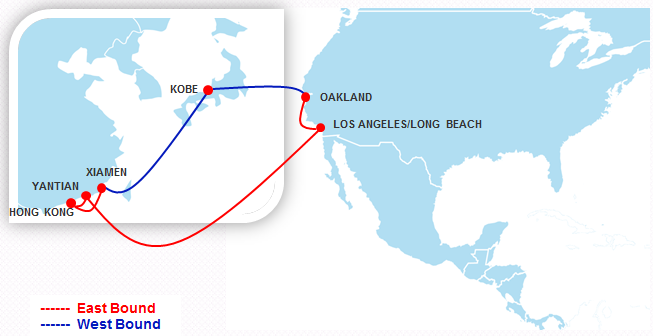 KOBE
OAKLAND
LOS ANGELES/LONG BEACH
XIAMEN
YANTIAN
HONG KONG
------ East Bound
------ West Bound